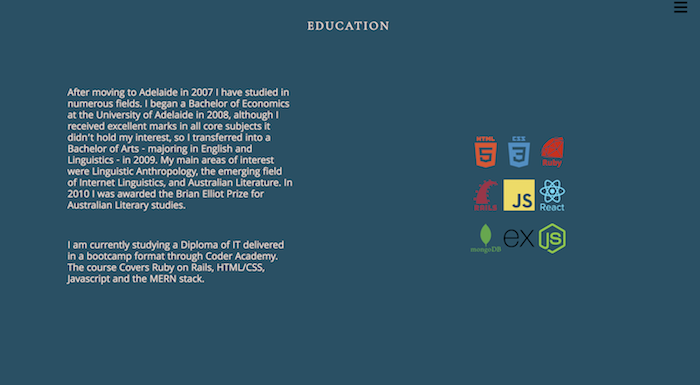 EDUCATION
After moving to Adelaide in 2007 I have studied in
numerous fields. I began a Bachelor of Economics
at the University of Adelaide in 2008, although I
received excellent marks in all core subjects it
didn't hold my interest, so I transferred into a
Bachelor of Arts - majoring in English and
Linguistics - in 2009. My main areas of interest
were Linguistic Anthropology, the emerging field
of Internet Linguistics, and Australian Literature. In
2010 I was awarded the Brian Elliot Prize for
Australian Literary studies.
I am currently studying a Diploma of IT delivered
in a bootcamp format through Coder Academy.
The course Covers Ruby on Rails, HTML/CSS,
Javascript and the MERN stack.
HTML CSS
5 3 Ruby
RAILS JS React
mongoDB ex JS